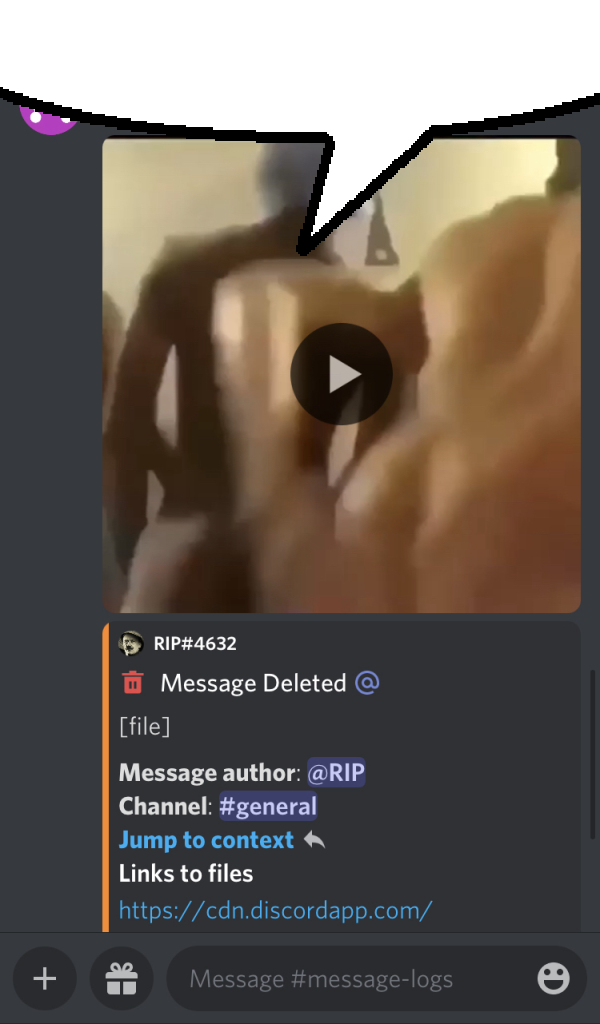 RIP#4632
Message Deleted @
[file]
Message author: @RIP
Channel: #general
Jump to context
Links to files
https://cdn.discordapp.com/
Message #message-logs